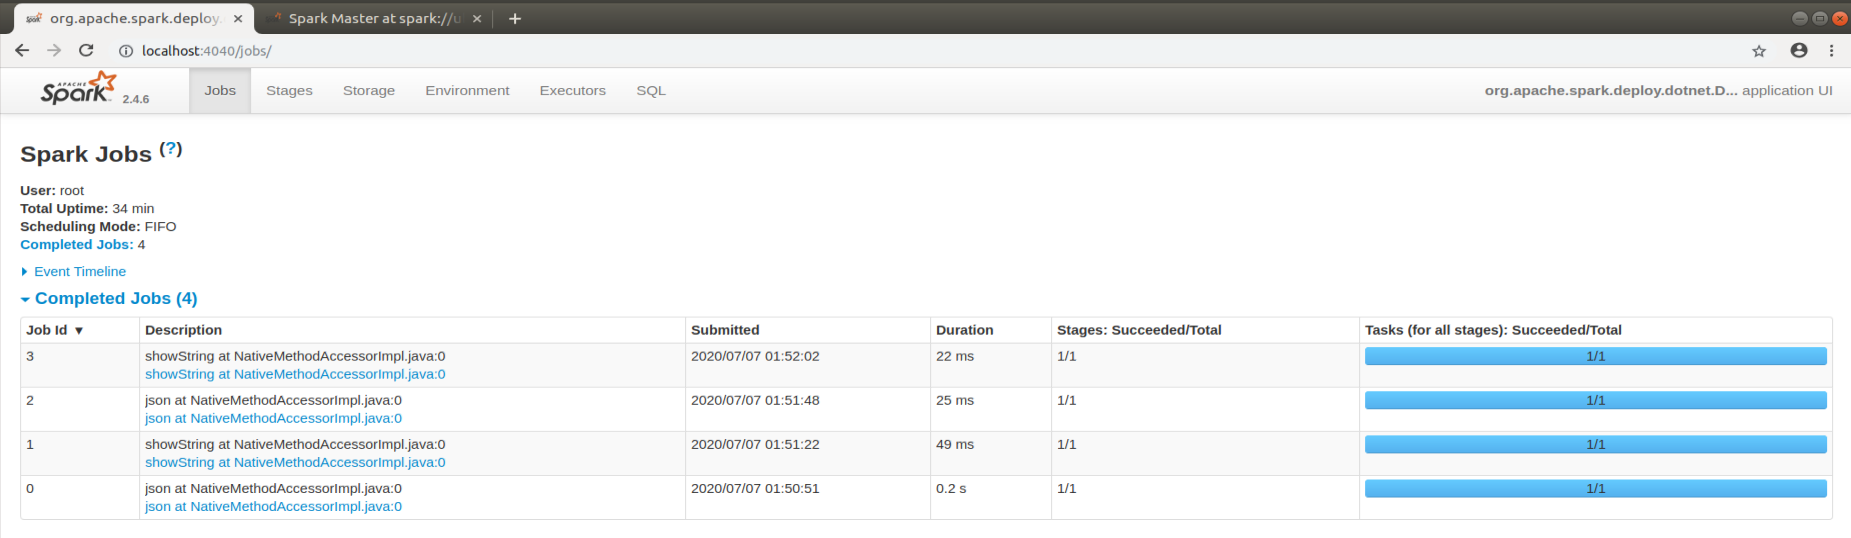 org.apache.spark.deploy.
Spark Master at spark://u
localhost:4040/jobs/
APACHE
Spark 2.4.6 Jobs Stages Storage Environment Executors SQL org.apache.spark.deploy.dotnet.D... application UI
Spark Jobs (?)
User: root
Total Uptime: 34 min
Scheduling Mode: FIFO
Completed Jobs: 4
Event Timeline
Completed Jobs (4)
Job Id ▼ Description Submitted Duration Stages: Succeeded/Total Tasks (for all stages): Succeeded/Total
3 showString at NativeMethodAccessorImpl.java:0 2020/07/07 01:52:02 22 ms 1/1 1/1
showString at NativeMethodAccessorImpl.java:0
2 json at NativeMethodAccessorImpl.java:0 2020/07/07 01:51:48 25 ms 1/1 1/1
json at NativeMethodAccessorImpl.java:0
1 showString at NativeMethodAccessorImpl.java:0 2020/07/07 01:51:22 49 ms 1/1 1/1
showString at NativeMethodAccessorImpl.java:0
0 json at NativeMethodAccessorImpl.java:0 2020/07/07 01:50:51 0.2 s 1/1 1/1
json at NativeMethodAccessorImpl.java:0